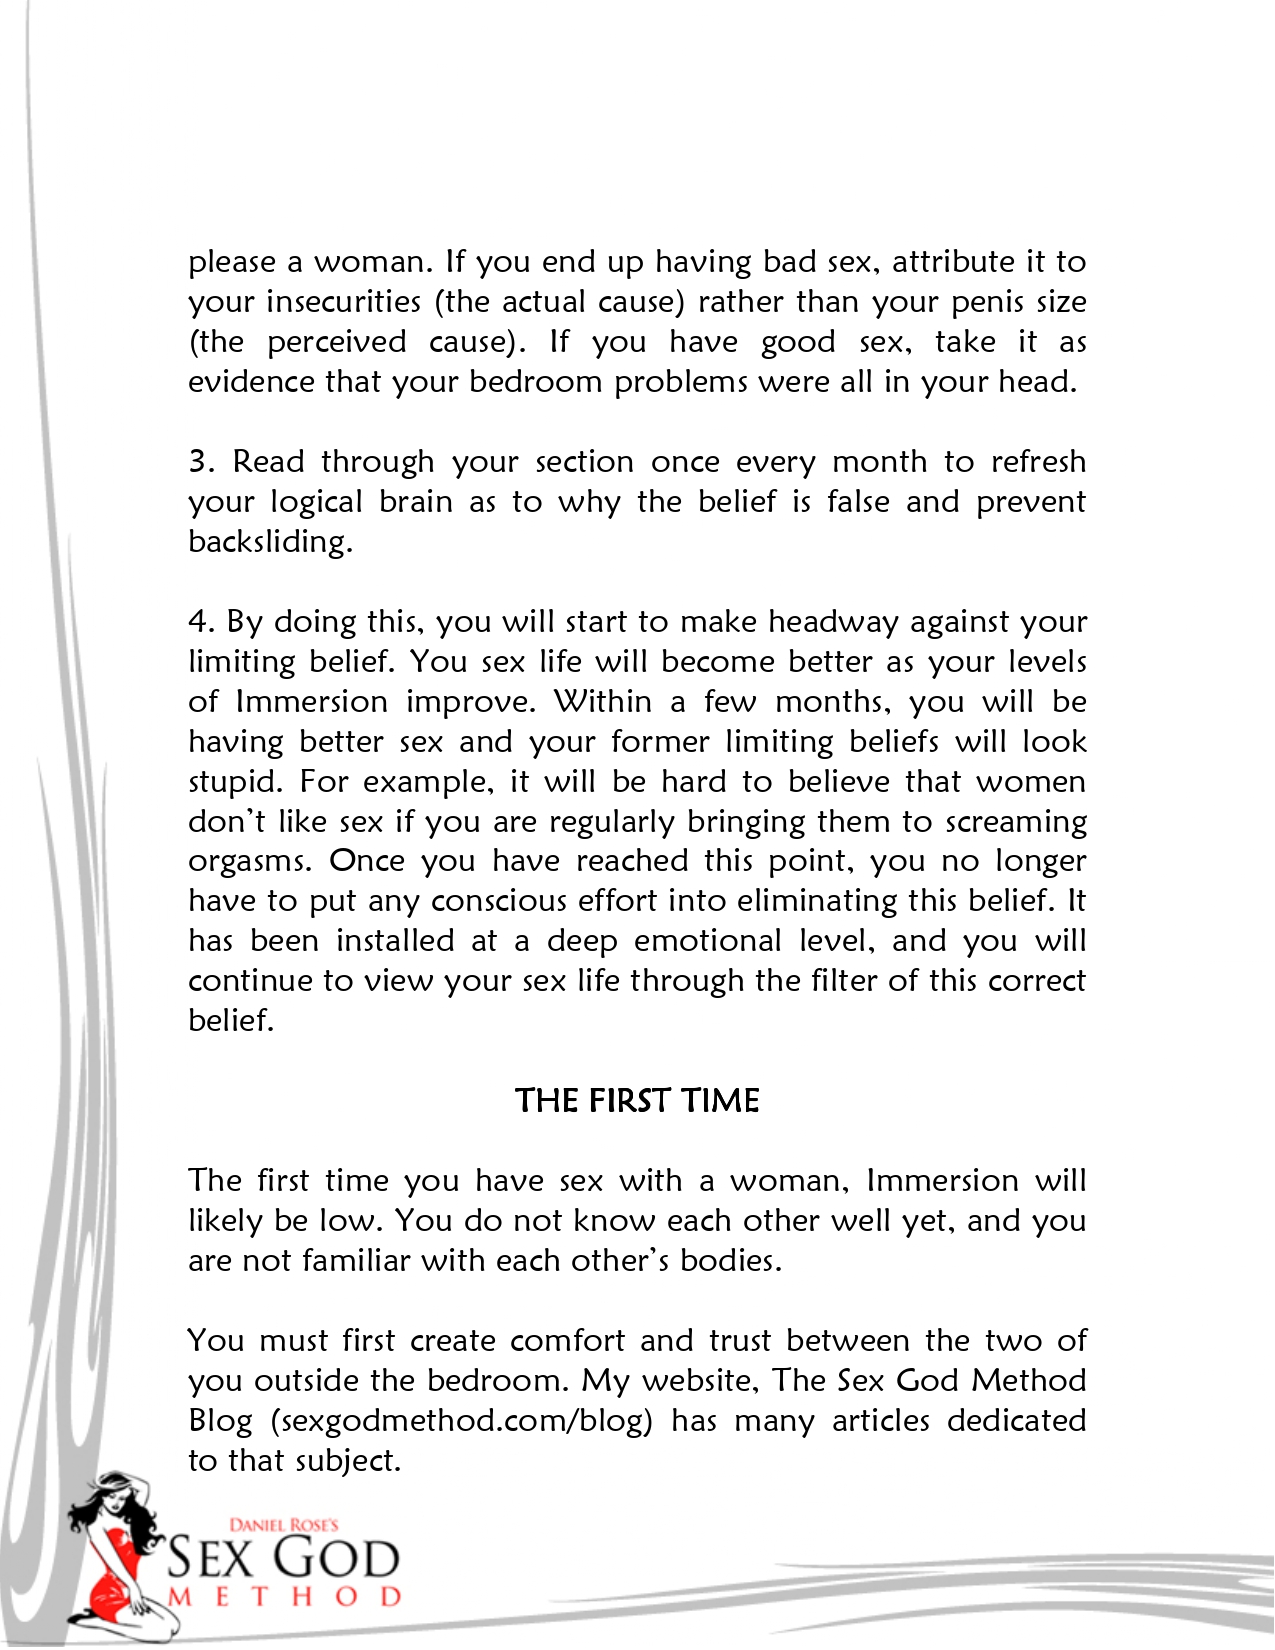 please a woman. If you end up having bad sex, attribute it to
your insecurities (the actual cause) rather than your penis size
(the perceived cause). If you have good sex, take it as
evidence that your bedroom problems were all in your head.
3. Read through your section once every month to refresh
your logical brain as to why the belief is false and prevent
backsliding.
4. By doing this, you will start to make headway against your
limiting belief. You sex life will become better as your levels
of Immersion improve. Within a few months, you will be
having better sex and your former limiting beliefs will look
stupid. For example, it will be hard to believe that women
don’t like sex if you are regularly bringing them to screaming
orgasms. Once you have reached this point, you no longer
have to put any conscious effort into eliminating this belief. It
has been installed at a deep emotional level, and you will
continue to view your sex life through the filter of this correct
belief.
THE FIRST TIME
The first time you have sex with a woman, Immersion will
likely be low. You do not know each other well yet, and you
are not familiar with each other’s bodies.
You must first create comfort and trust between the two of
you outside the bedroom. My website, The Sex God Method
Blog (sexgodmethod.com/blog) has many articles dedicated
to that subject.
DANIEL ROSE'S
SEX GOD
METHOD